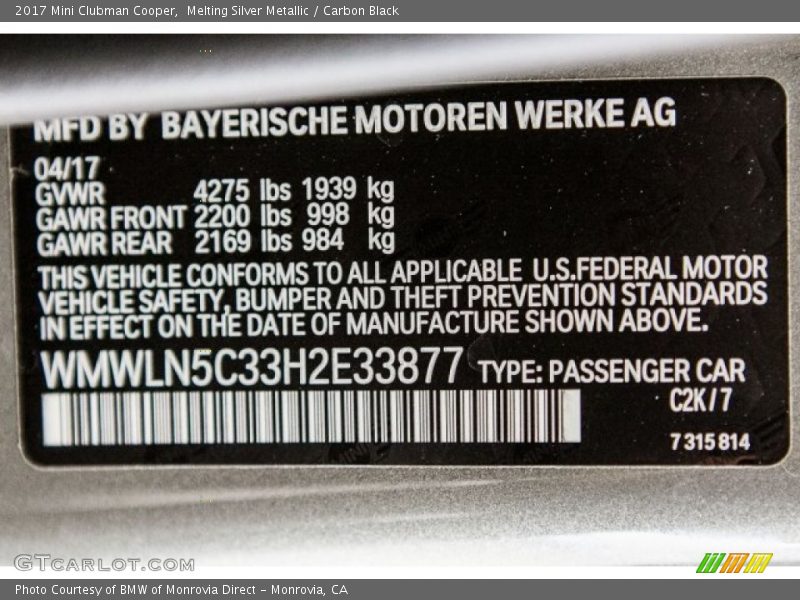 2017 Mini Clubman Cooper,  Melting Silver Metallic / Carbon Black
MFD BY BAYERISCHE MOTOREN WERKE AG
04/17
GVWR 4275 lbs 1939 kg
GAWR FRONT 2200 lbs 998 kg
GAWR REAR 2169 lbs 984 kg
THIS VEHICLE CONFORMS TO ALL APPLICABLE U.S.FEDERAL MOTOR
VEHICLE SAFETY, BUMPER AND THEFT PREVENTION STANDARDS
IN EFFECT ON THE DATE OF MANUFACTURE SHOWN ABOVE.
WMWLN5C33H2E33877 TYPE: PASSENGER CAR
C2K / 7
7 315 814
GTCARLOT.COM
Photo Courtesy of BMW of Monrovia Direct – Monrovia, CA